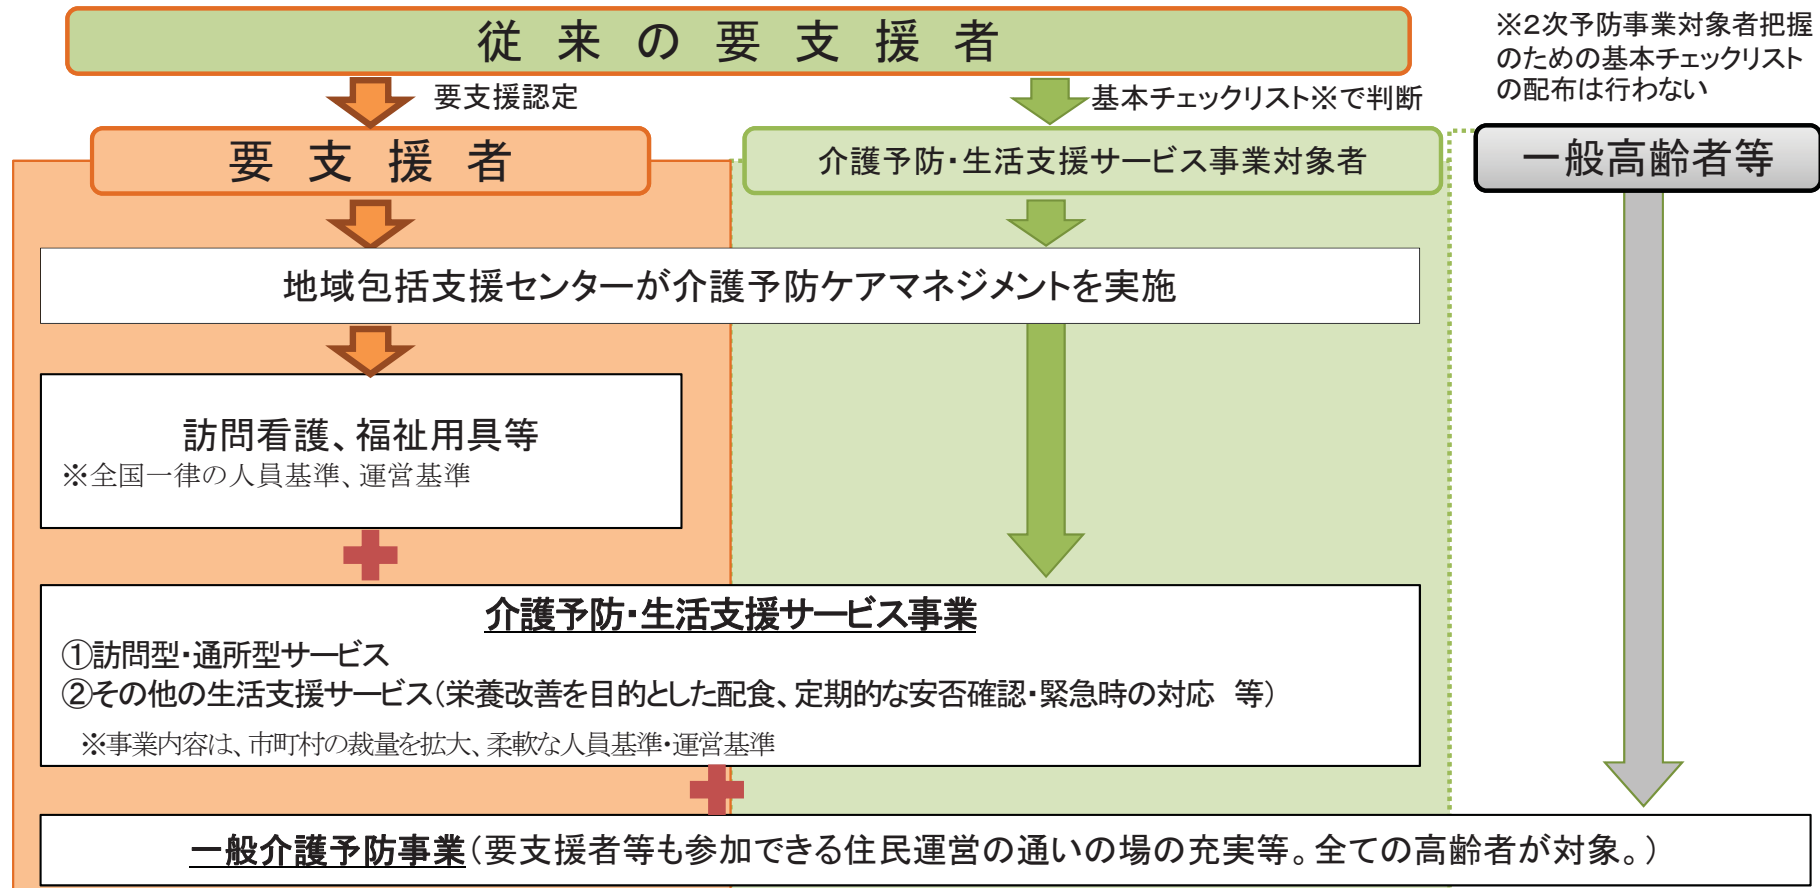 従来の要支援者
※２次予防事業対象者把握
のための基本チェックリスト
の配布は行わない
要支援認定
基本チェックリスト※で判断
要支援者
介護予防・生活支援サービス事業対象者
一般高齢者等
地域包括支援センターが介護予防ケアマネジメントを実施
訪問看護、福祉用具等
※全国一律の人員基準、運営基準
介護予防・生活支援サービス事業
①訪問型・通所型サービス
②その他の生活支援サービス（栄養改善を目的とした配食、定期的な安否確認・緊急時の対応　等）
※事業内容は、市町村の裁量を拡大、柔軟な人員基準・運営基準
一般介護予防事業（要支援者等も参加できる住民運営の通いの場の充実等。全ての高齢者が対象。）